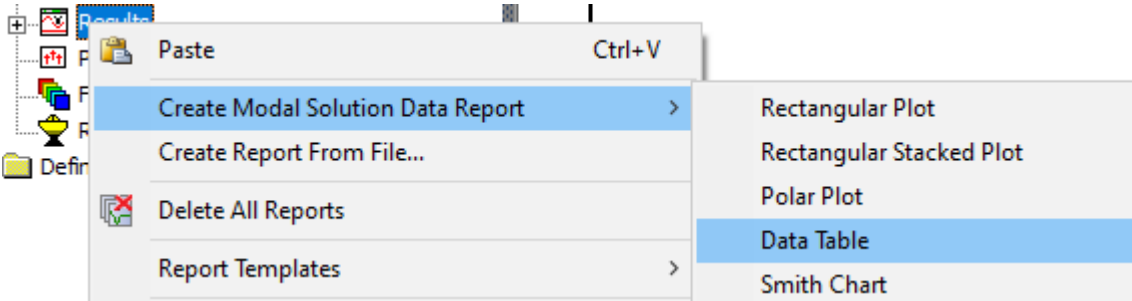 Results
Paste Ctrl+V
Create Modal Solution Data Report
Create Report From File...
Delete All Reports
Report Templates
Rectangular Plot
Rectangular Stacked Plot
Polar Plot
Data Table
Smith Chart
P
F
R
Defin